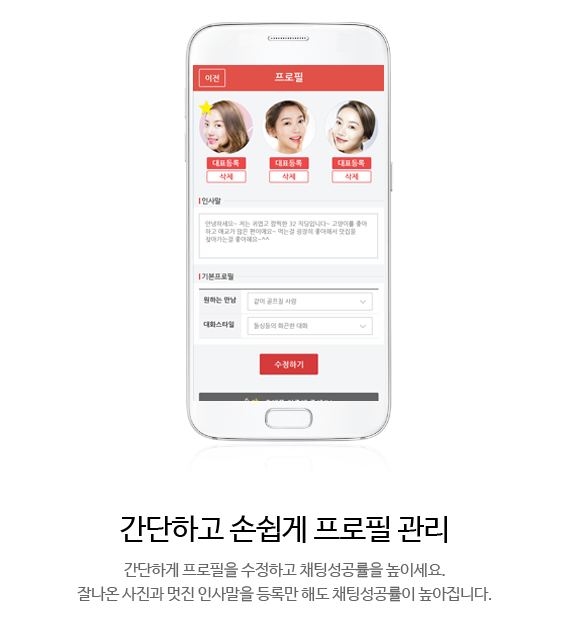 이전
프로필
대표등록 대표등록 대표등록
삭제 삭제 삭제
인사말
안녕하세요~ 저는 귀엽고 깜찍한 32 처딩입니다~ 고양이를 좋아
하고 애교가 많은 편이에요~ 먹는걸 굉장히 좋아해서 맛집을
찾아가는걸 좋아해요~^^
기본프로필
원하는 만남 같이 골프칠 사람
대화스타일 돌싱들의 화끈한 대화
수정하기
간단하고 손쉽게 프로필 관리
간단하게 프로필을 수정하고 채팅성공률을 높이세요.
잘나온 사진과 멋진 인사말을 등록만 해도 채팅성공률이 높아집니다.